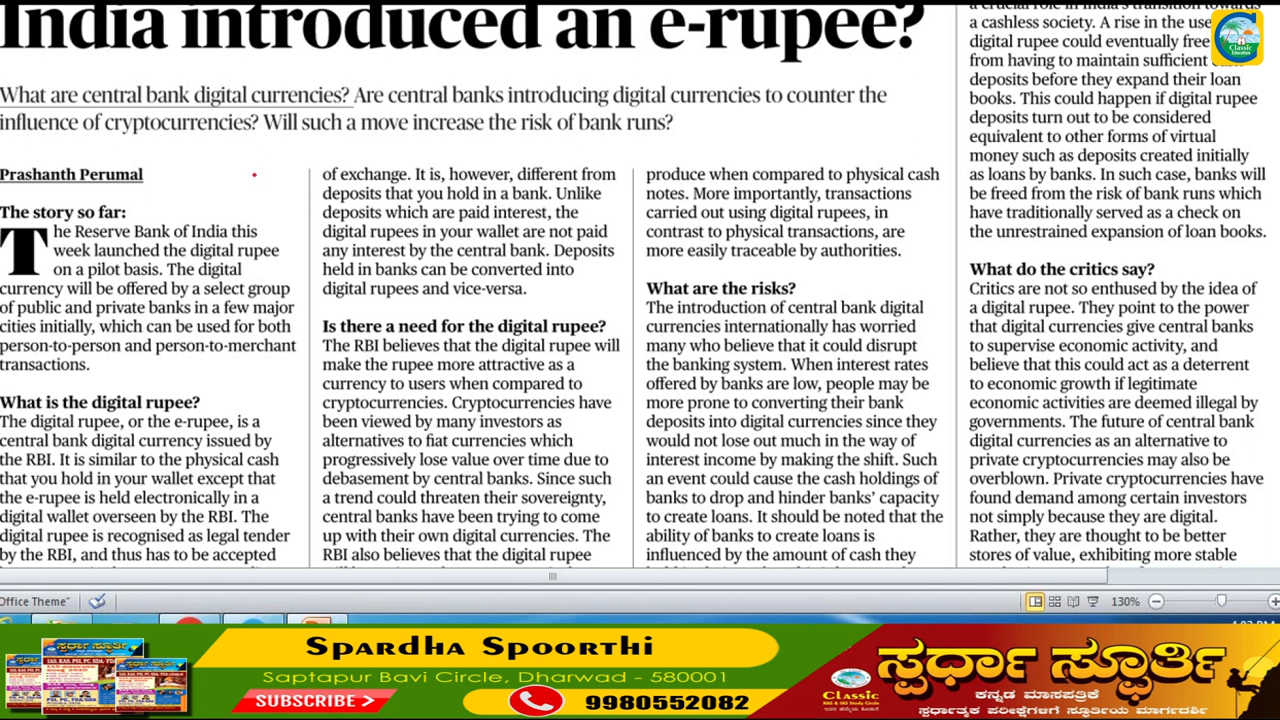 India introduced an e-rupee?
What are central bank digital currencies? Are central banks introducing digital currencies to counter the
influence of cryptocurrencies? Will such a move increase the risk of bank runs?
Prashanth Perumal
The story so far:
The Reserve Bank of India this
week launched the digital rupee
on a pilot basis. The digital
currency will be offered by a select group
of public and private banks in a few major
cities initially, which can be used for both
person-to-person and person-to-merchant
transactions.
What is the digital rupee?
The digital rupee, or the e-rupee, is a
central bank digital currency issued by
the RBI. It is similar to the physical cash
that you hold in your wallet except that
the e-rupee is held electronically in a
digital wallet overseen by the RBI. The
digital rupee is recognised as legal tender
by the RBI, and thus has to be accepted
of exchange. It is, however, different from
deposits that you hold in a bank. Unlike
deposits which are paid interest, the
digital rupees in your wallet are not paid
any interest by the central bank. Deposits
held in banks can be converted into
digital rupees and vice-versa.
Is there a need for the digital rupee?
The RBI believes that the digital rupee will
make the rupee more attractive as a
currency to users when compared to
cryptocurrencies. Cryptocurrencies have
been viewed by many investors as
alternatives to fiat currencies which
progressively lose value over time due to
debasement by central banks. Since such
a trend could threaten their sovereignty,
central banks have been trying to come
up with their own digital currencies. The
RBI also believes that the digital rupee
produce when compared to physical cash
notes. More importantly, transactions
carried out using digital rupees, in
contrast to physical transactions, are
more easily traceable by authorities.
What are the risks?
The introduction of central bank digital
currencies internationally has worried
many who believe that it could disrupt
the banking system. When interest rates
offered by banks are low, people may be
more prone to converting their bank
deposits into digital currencies since they
would not lose out much in the way of
interest income by making the shift. Such
an event could cause the cash holdings of
banks to drop and hinder banks' capacity
to create loans. It should be noted that the
ability of banks to create loans is
influenced by the amount of cash they
a crucial role in India's transition towards
a cashless society. A rise in the use
digital rupee could eventually free
from having to maintain sufficient
deposits before they expand their loan
books. This could happen if digital rupee
deposits turn out to be considered
equivalent to other forms of virtual
money such as deposits created initially
as loans by banks. In such case, banks will
be freed from the risk of bank runs which
have traditionally served as a check on
the unrestrained expansion of loan books.
What do the critics say?
Critics are not so enthused by the idea of
a digital rupee. They point to the power
that digital currencies give central banks
to supervise economic activity, and
believe that this could act as a deterrent
to economic growth if legitimate
economic activities are deemed illegal by
governments. The future of central bank
digital currencies as an alternative to
private cryptocurrencies may also be
overblown. Private cryptocurrencies have
found demand among certain investors
not simply because they are digital.
Rather, they are thought to be better
stores of value, exhibiting more stable
Classic
Education
Office Theme"
130%
Spardha Spoorthi
Saptapur Bavi Circle, Dharwad - 580001
SUBSCRIBE
9980552082
Classic
ಸ್ಪರ್ಧಾ ಸ್ಫೂರ್ತಿ
ಕನ್ನಡ ಮಾಸಪತ್ರಿಕೆ
ಸ್ಪರ್ಧಾತ್ಮಕ ಪರೀಕ್ಷೆಗಳಿಗೆ ಸ್ಫೂರ್ತಿಯ ಮಾರ್ಗದರ್ಶಿ